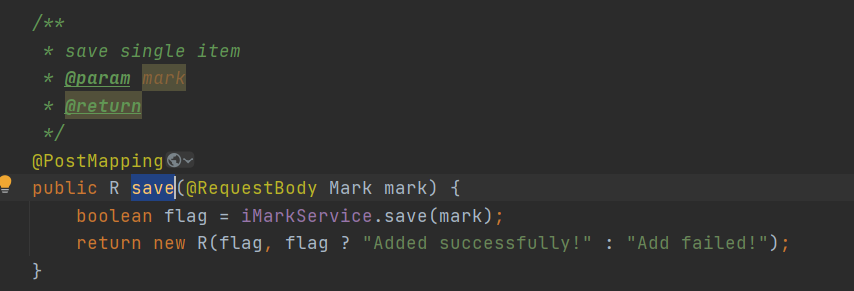 /**
 * save single item
 * @param mark
 * @return
 */
@PostMapping
public R save(@RequestBody Mark mark) {
    boolean flag = iMarkService.save(mark);
    return new R(flag, flag ? "Added successfully!" : "Add failed!");
}